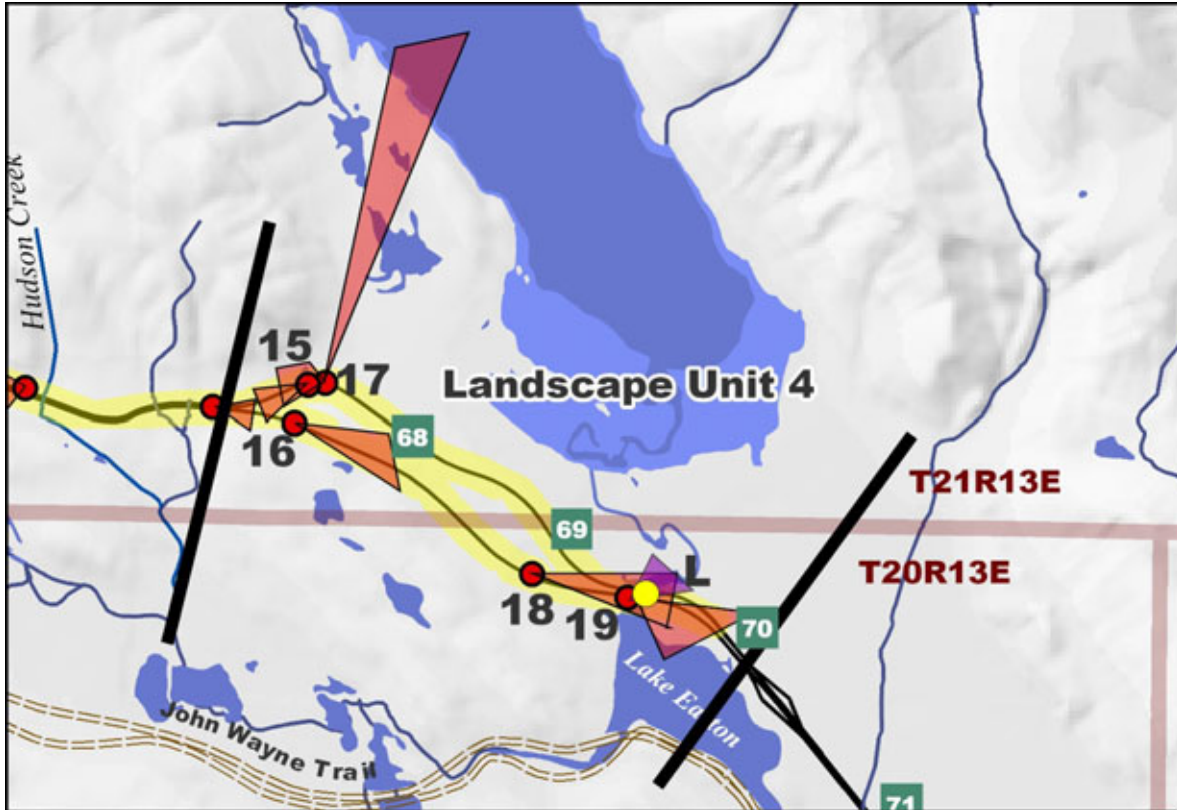 Hudson Creek
15
17
Landscape Unit 4
16
68
T21R13E
69
T20R13E
L
18
19
70
Lake Easton
John Wayne Trail
71